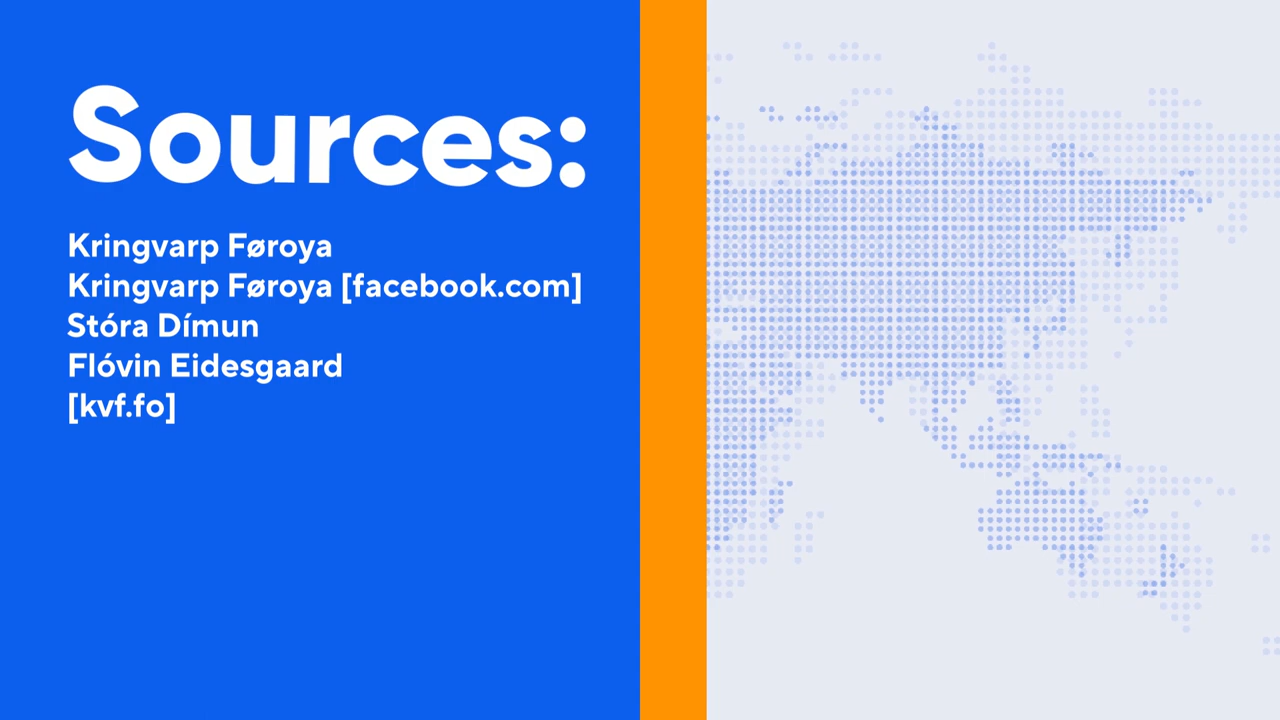 Sources:
Kringvarp Føroya
Kringvarp Føroya [facebook.com]
Stóra Dímun
Flóvin Eidesgaard
[kvf.fo]